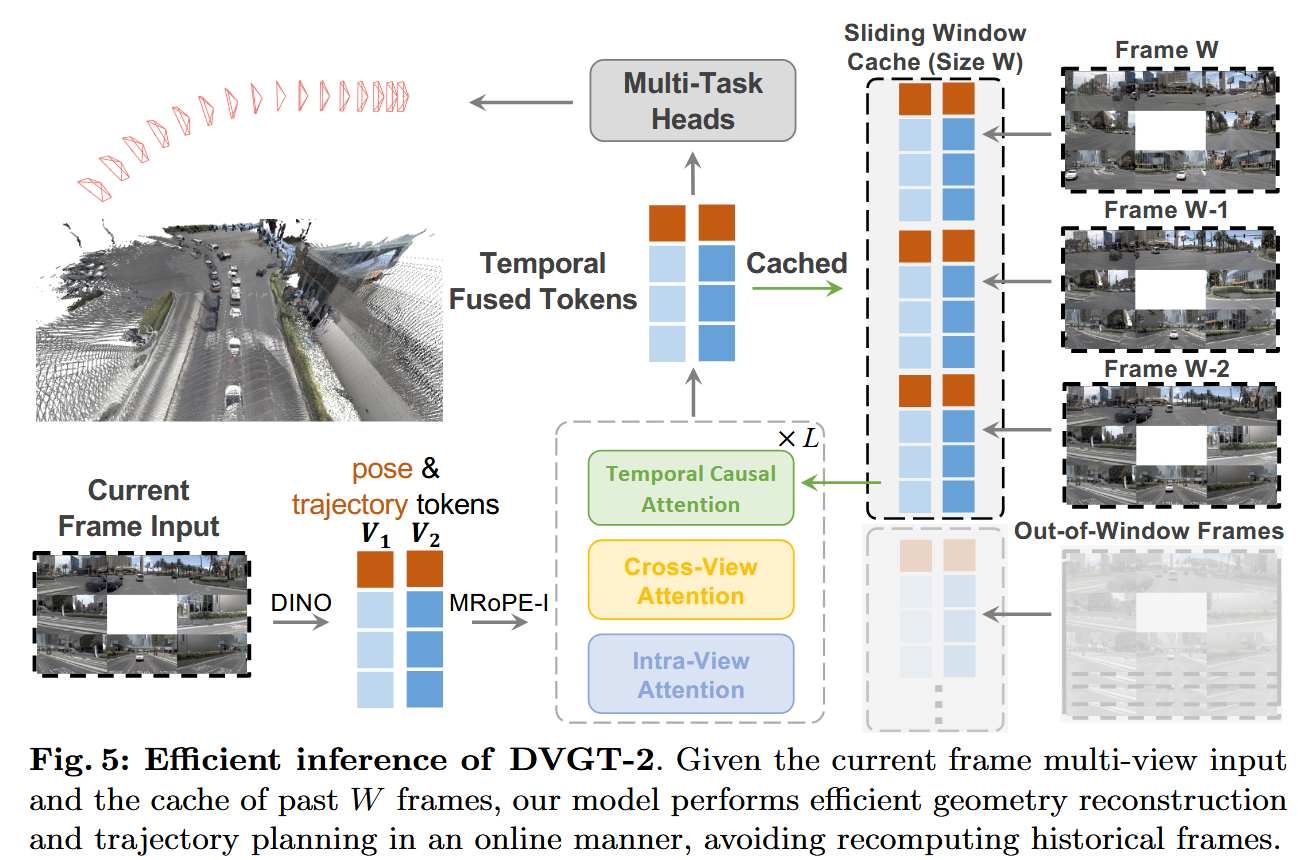 Sliding Window
Cache (Size W)
Frame W
Multi-Task
Heads
Frame W-1
Temporal
Fused Tokens
Cached
Frame W-2
× L
Temporal Causal
Attention
Cross-View
Attention
Intra-View
Attention
pose &
trajectory tokens
V₁ V₂
Current
Frame Input
DINO
MRoPE-I
Out-of-Window Frames
Fig. 5: Efficient inference of DVGT-2. Given the current frame multi-view input
and the cache of past W frames, our model performs efficient geometry reconstruction
and trajectory planning in an online manner, avoiding recomputing historical frames.